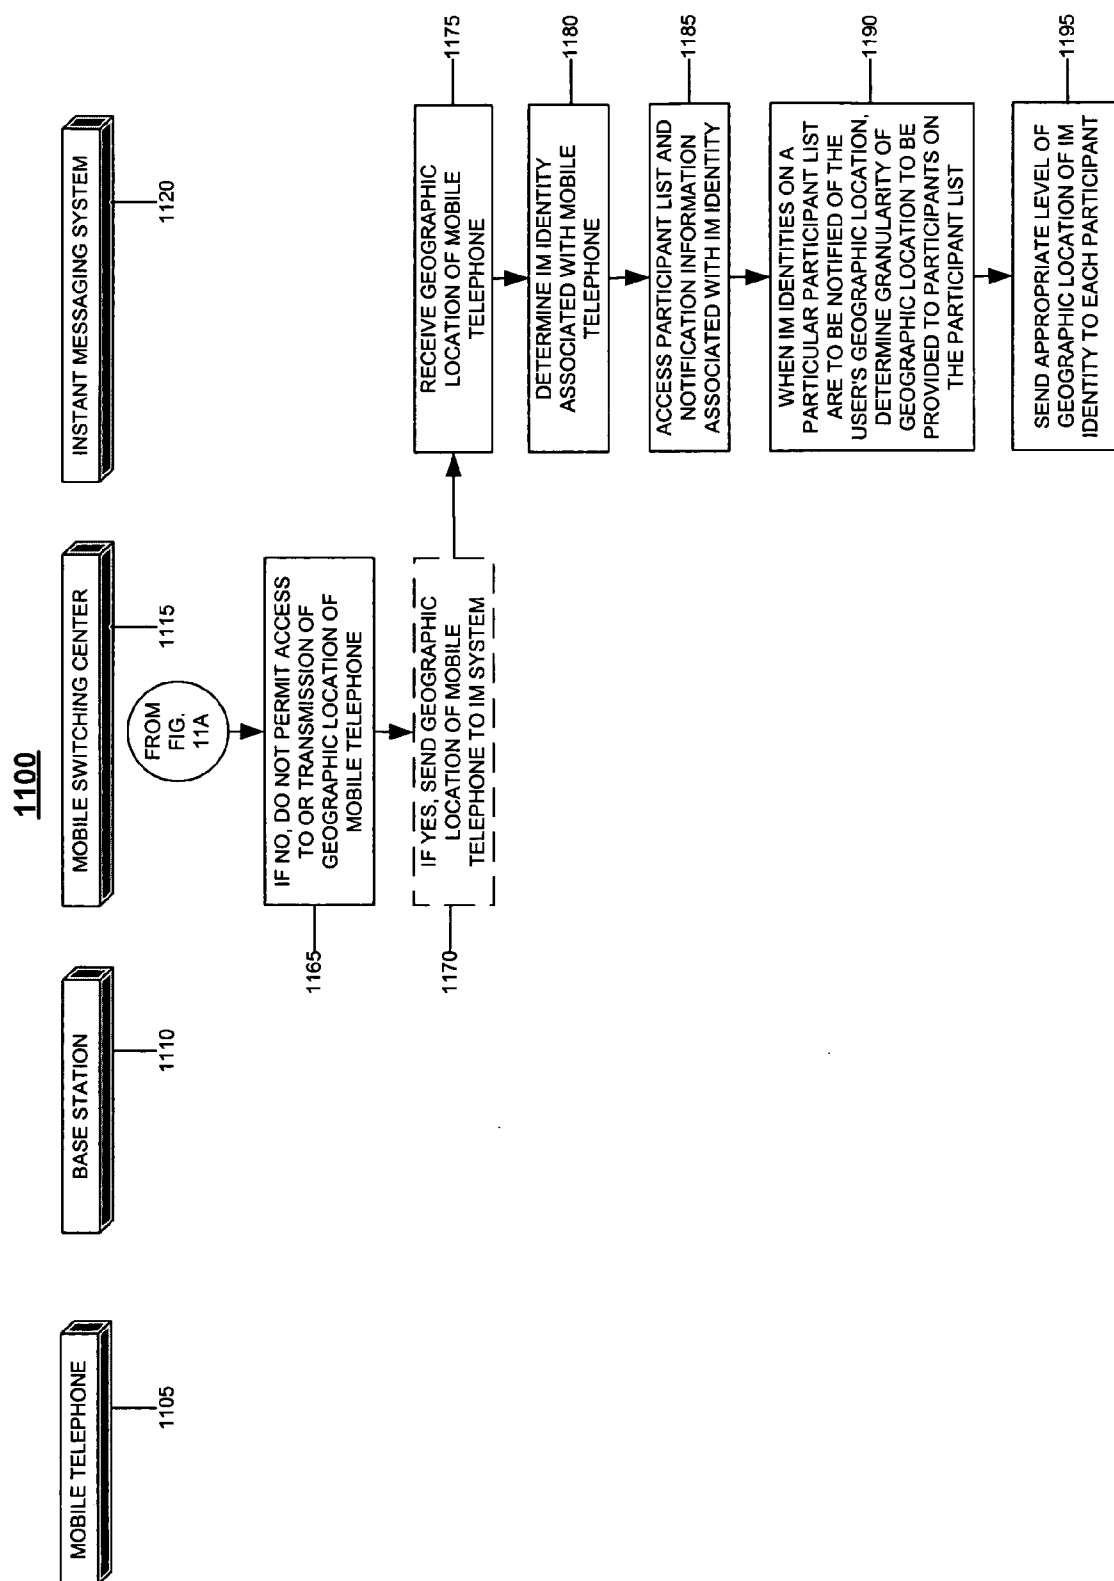 1100
MOBILE TELEPHONE
1105
BASE STATION
1110
MOBILE SWITCHING CENTER
1115
INSTANT MESSAGING SYSTEM
1120
FROM
FIG.
11A
IF NO, DO NOT PERMIT ACCESS
TO OR TRANSMISSION OF
GEOGRAPHIC LOCATION OF
MOBILE TELEPHONE
1165
IF YES, SEND GEOGRAPHIC
LOCATION OF MOBILE
TELEPHONE TO IM SYSTEM
1170
RECEIVE GEOGRAPHIC
LOCATION OF MOBILE
TELEPHONE
1175
DETERMINE IM IDENTITY
ASSOCIATED WITH MOBILE
TELEPHONE
1180
ACCESS PARTICIPANT LIST AND
NOTIFICATION INFORMATION
ASSOCIATED WITH IM IDENTITY
1185
WHEN IM IDENTITIES ON A
PARTICULAR PARTICIPANT LIST
ARE TO BE NOTIFIED OF THE
USER'S GEOGRAPHIC LOCATION,
DETERMINE GRANULARITY OF
GEOGRAPHIC LOCATION TO BE
PROVIDED TO PARTICIPANTS ON
THE PARTICIPANT LIST
1190
SEND APPROPRIATE LEVEL OF
GEOGRAPHIC LOCATION OF IM
IDENTITY TO EACH PARTICIPANT
1195